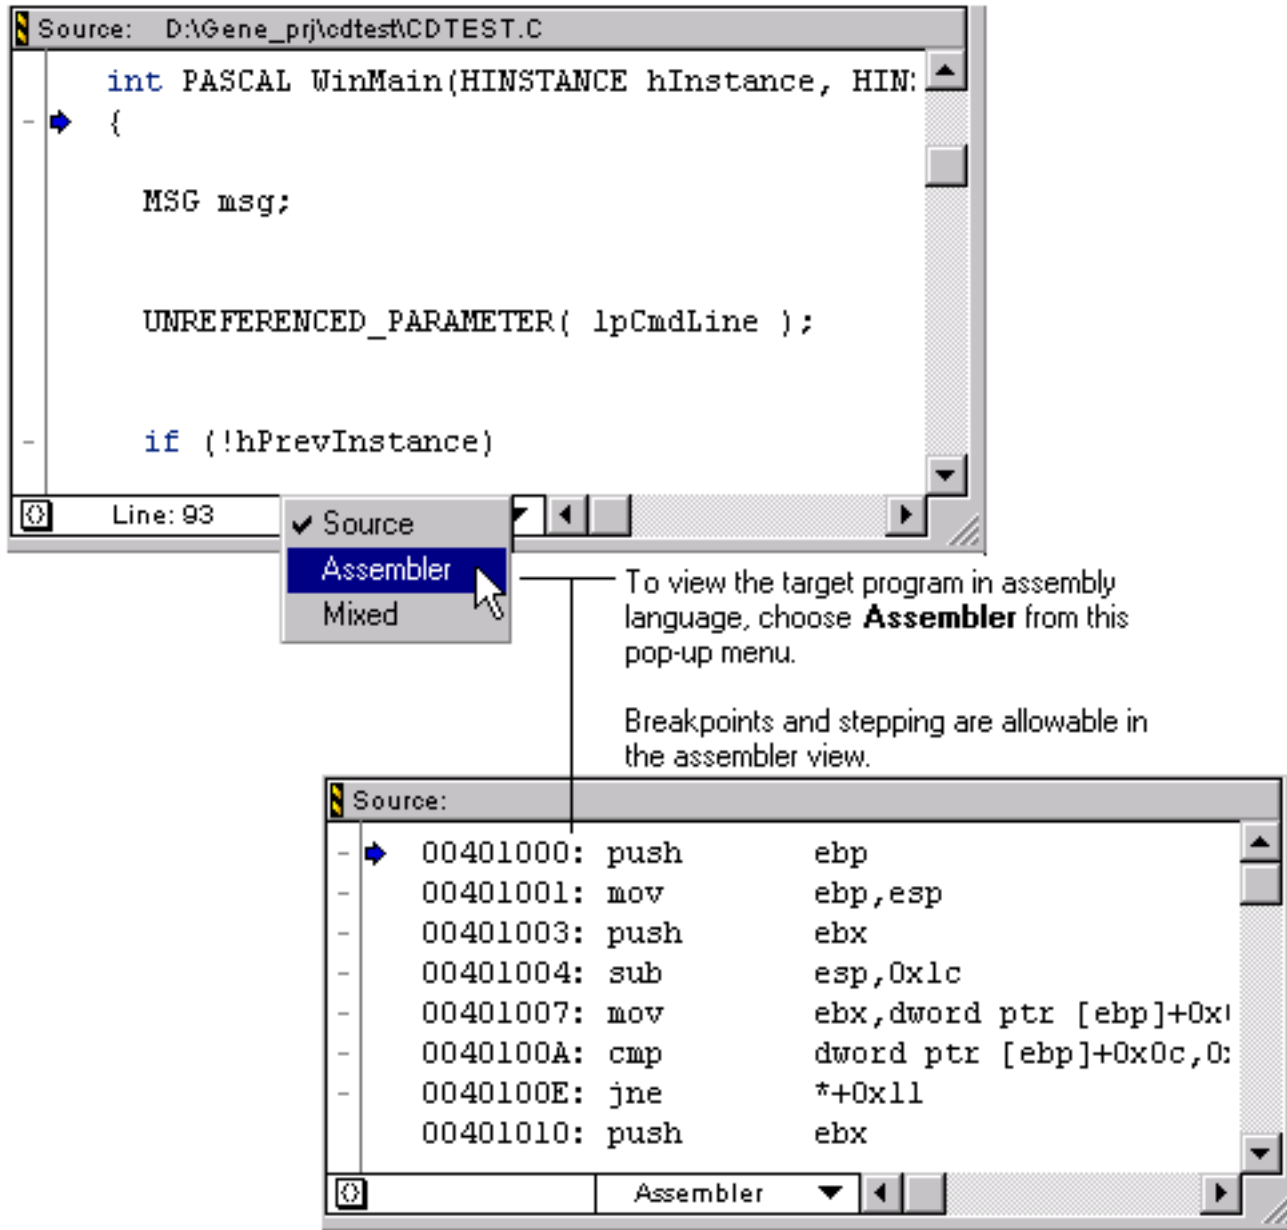 Source: D:\Gene_prj\cdtest\CDTEST.C
int PASCAL WinMain(HINSTANCE hInstance, HIN
{
MSG msg;
UNREFERENCED_PARAMETER( lpCmdLine );
if (!hPrevInstance)
Line: 93
Source
Assembler
Mixed
To view the target program in assembly
language, choose Assembler from this
pop-up menu.
Breakpoints and stepping are allowable in
the assembler view.
Source:
00401000: push ebp
00401001: mov ebp,esp
00401003: push ebx
00401004: sub esp,0x1c
00401007: mov ebx,dword ptr [ebp]+0x
0040100A: cmp dword ptr [ebp]+0x0c,0
0040100E: jne *+0x11
00401010: push ebx
Assembler